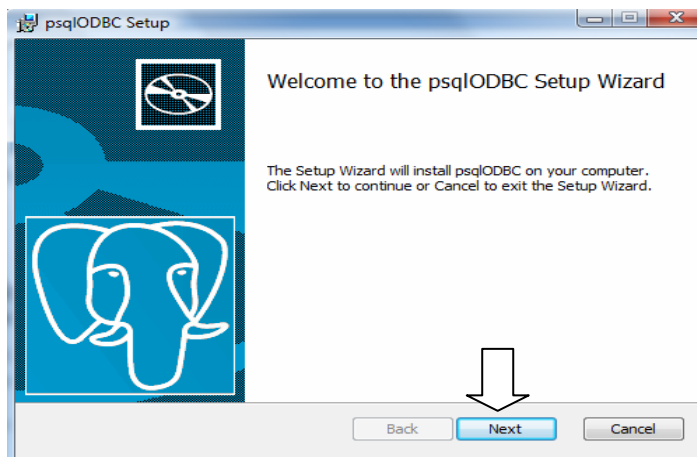 psqlODBC Setup
Welcome to the psqlODBC Setup Wizard
The Setup Wizard will install psqlODBC on your computer.
Click Next to continue or Cancel to exit the Setup Wizard.
Back Next Cancel